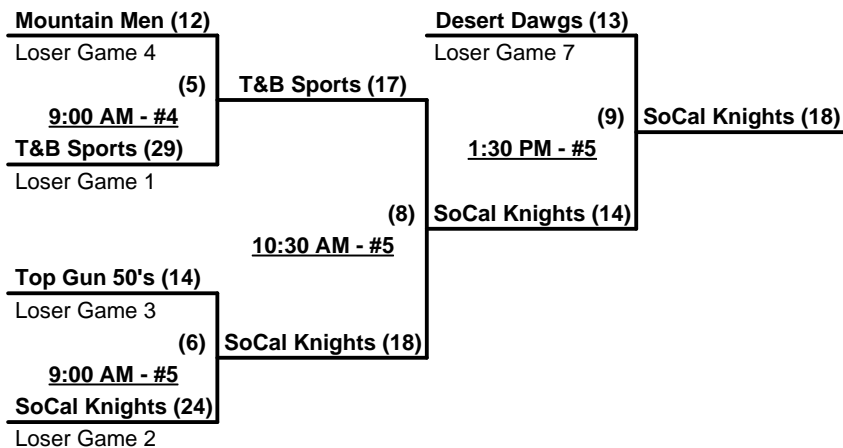 Mountain Men (12)
Loser Game 4
(5)
9:00 AM - #4
T&B Sports (29)
Loser Game 1
T&B Sports (17)
Top Gun 50's (14)
Loser Game 3
(6)
9:00 AM - #5
SoCal Knights (24)
Loser Game 2
SoCal Knights (18)
(8)
10:30 AM - #5
Desert Dawgs (13)
Loser Game 7
(9)
1:30 PM - #5
SoCal Knights (14)
SoCal Knights (18)